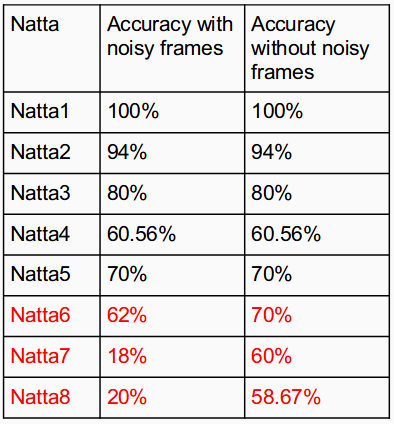 Natta Accuracy with noisy frames Accuracy without noisy frames
Natta1 100% 100%
Natta2 94% 94%
Natta3 80% 80%
Natta4 60.56% 60.56%
Natta5 70% 70%
Natta6 62% 70%
Natta7 18% 60%
Natta8 20% 58.67%